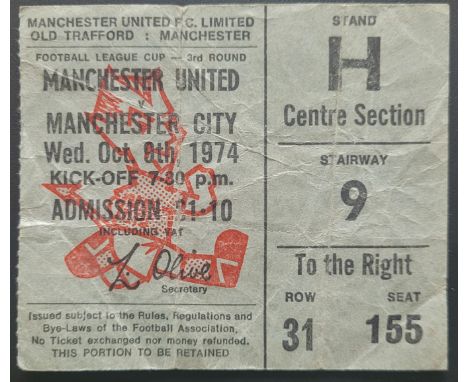 MANCHESTER UNITED F.C. LIMITED
OLD TRAFFORD : MANCHESTER
FOOTBALL LEAGUE CUP — 3rd ROUND
MANCHESTER UNITED
v
MANCHESTER CITY
Wed. Oct. 9th 1974
KICK-OFF 7-30 p.m.
ADMISSION £1-10
INCLUDING VAT
L Olive
Secretary
Issued subject to the Rules, Regulations and
Bye-Laws of the Football Association.
No Ticket exchanged nor money refunded.
THIS PORTION TO BE RETAINED
STAND
H
Centre Section
STAIRWAY
9
To the Right
ROW SEAT
31 155